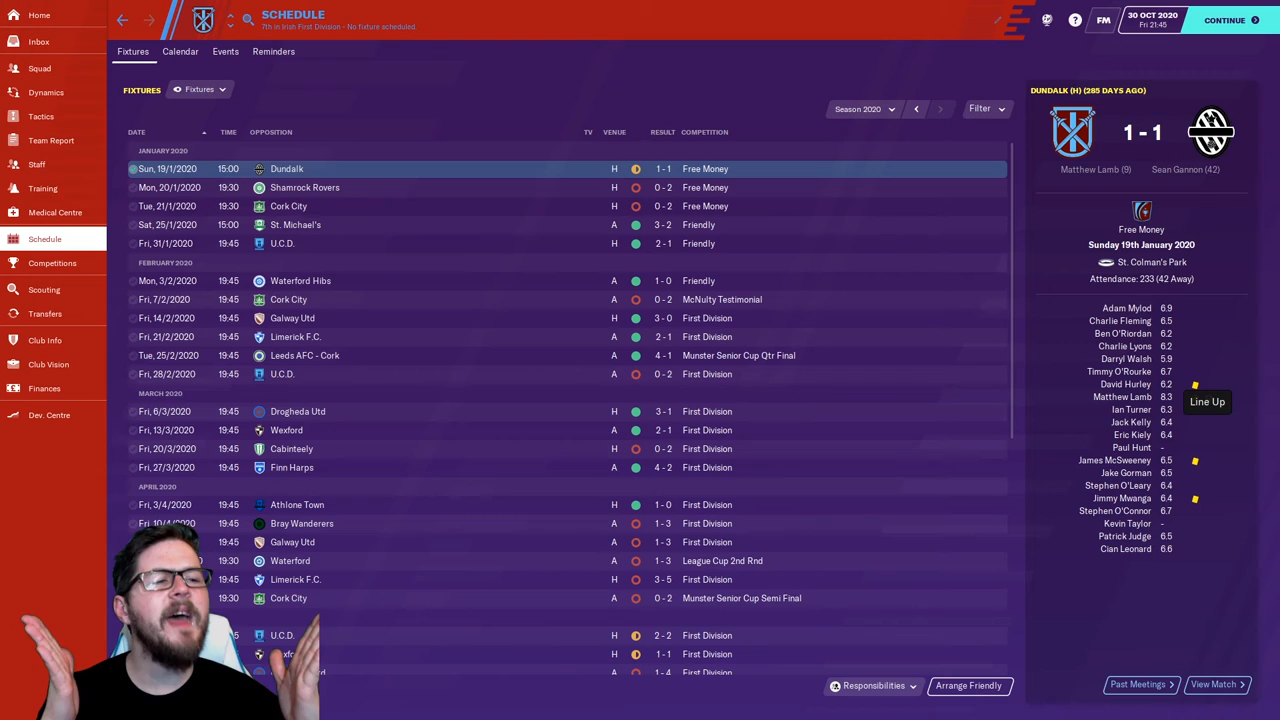 Home
Inbox
Squad
Dynamics
Tactics
Team Report
Staff
Training
Medical Centre
Schedule
Competitions
Scouting
Transfers
Club Info
Club Vision
Finances
Dev. Centre
SCHEDULE
7th in Irish First Division - No fixture scheduled
?
FM
30 OCT 2020
Fri 21:45
CONTINUE
Fixtures Calendar Events Reminders
FIXTURES Fixtures
Season 2020 Filter
DATE TIME OPPOSITION TV VENUE RESULT COMPETITION
JANUARY 2020
Sun, 19/1/2020 15:00 Dundalk H 1 - 1 Free Money
Mon, 20/1/2020 19:30 Shamrock Rovers H 0 - 2 Free Money
Tue, 21/1/2020 19:30 Cork City H 0 - 2 Free Money
Sat, 25/1/2020 15:00 St. Michael's A 3 - 2 Friendly
Fri, 31/1/2020 19:45 U.C.D. H 2 - 1 Friendly
FEBRUARY 2020
Mon, 3/2/2020 19:45 Waterford Hibs A 1 - 0 Friendly
Fri, 7/2/2020 19:45 Cork City A 0 - 2 McNulty Testimonial
Fri, 14/2/2020 19:45 Galway Utd H 3 - 0 First Division
Fri, 21/2/2020 19:45 Limerick F.C. A 2 - 1 First Division
Tue, 25/2/2020 19:45 Leeds AFC - Cork A 4 - 1 Munster Senior Cup Qtr Final
Fri, 28/2/2020 19:45 U.C.D. A 0 - 2 First Division
MARCH 2020
Fri, 6/3/2020 19:45 Drogheda Utd H 3 - 1 First Division
Fri, 13/3/2020 19:45 Wexford A 2 - 1 First Division
Fri, 20/3/2020 19:45 Cabinteely H 0 - 2 First Division
Fri, 27/3/2020 19:45 Finn Harps A 4 - 2 First Division
APRIL 2020
Fri, 3/4/2020 19:45 Athlone Town H 1 - 0 First Division
Fri, 10/4/2020 19:45 Bray Wanderers A 1 - 3 First Division
19:45 Galway Utd A 1 - 3 First Division
19:30 Waterford A 1 - 3 League Cup 2nd Rnd
19:45 Limerick F.C. H 3 - 5 First Division
19:30 Cork City A 0 - 2 Munster Senior Cup Semi Final
U.C.D. H 2 - 2 First Division
H 1 - 1 First Division
A 1 - 4 First Division
Responsibilities Arrange Friendly
DUNDALK (H) (285 DAYS AGO)
1 - 1
Matthew Lamb (9) Sean Gannon (42)
Free Money
Sunday 19th January 2020
St. Colman's Park
Attendance: 233 (42 Away)
Adam Mylod 6.9
Charlie Fleming 6.5
Ben O'Riordan 6.2
Charlie Lyons 6.2
Darryl Walsh 5.9
Timmy O'Rourke 6.7
David Hurley 6.2
Matthew Lamb 8.3
Ian Turner 6.3
Jack Kelly 6.4
Eric Kiely 6.4
Paul Hunt -
James McSweeney 6.5
Jake Gorman 6.5
Stephen O'Leary 6.4
Jimmy Mwanga 6.4
Stephen O'Connor 6.7
Kevin Taylor -
Patrick Judge 6.5
Cian Leonard 6.6
Line Up
Past Meetings View Match